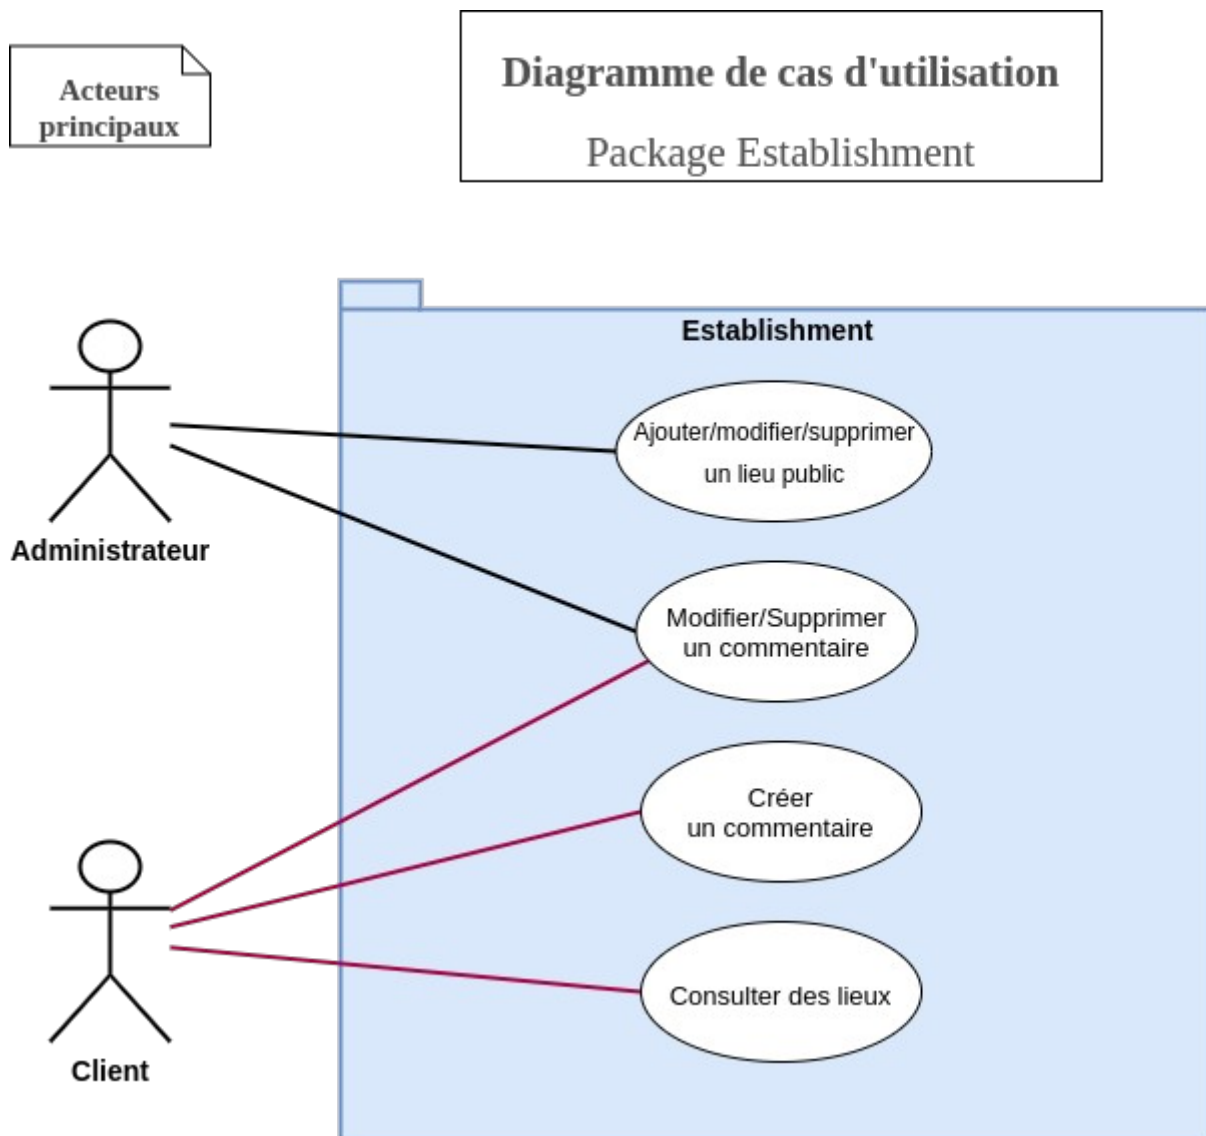 Acteurs
principaux
Diagramme de cas d'utilisation
Package Establishment
Establishment
Ajouter/modifier/supprimer
un lieu public
Administrateur
Modifier/Supprimer
un commentaire
Créer
un commentaire
Consulter des lieux
Client